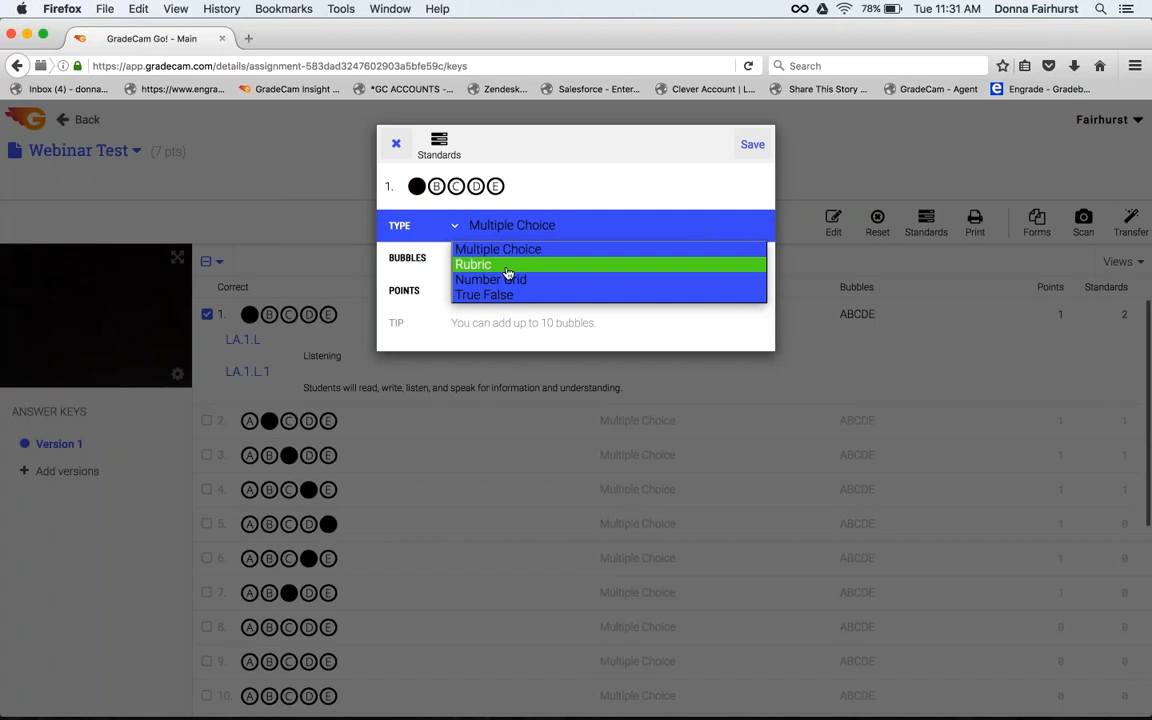 Firefox File Edit View History Bookmarks Tools Window Help 78% Tue 11:31 AM Donna Fairhurst
GradeCam Go! - Main
https://app.gradecam.com/details/assignment-583dad3247602903a5bfe59c/keys Search
Inbox (4) - donna... https://www.engra... GradeCam Insight ... *GC ACCOUNTS -... Zendesk... Salesforce - Enter... Clever Account | L... Share This Story ... GradeCam - Agent Engrade - Gradeb...
Back Fairhurst
Webinar Test (7 pts)
Standards Save
1. B C D E
TYPE Multiple Choice
Multiple Choice
Rubric
Number Grid
True False
BUBBLES
POINTS
TIP You can add up to 10 bubbles.
Edit Reset Standards Print Forms Scan Transfer
Views
Correct Bubbles Points Standards
1. B C D E ABCDE 1 2
LA.1.L
Listening
LA.1.L.1
Students will read, write, listen, and speak for information and understanding.
ANSWER KEYS
Version 1
Add versions
2. A C D E Multiple Choice ABCDE 1 1
3. A B D E Multiple Choice ABCDE 1 1
4. A B C E Multiple Choice ABCDE 1 1
5. A B C D Multiple Choice ABCDE 1 0
6. A B C E Multiple Choice ABCDE 1 0
7. A B D E Multiple Choice ABCDE 1 0
8. A B C D E Multiple Choice ABCDE 0 0
9. A B C D E Multiple Choice ABCDE 0 0
10. A B C D E Multiple Choice ABCDE 0 0